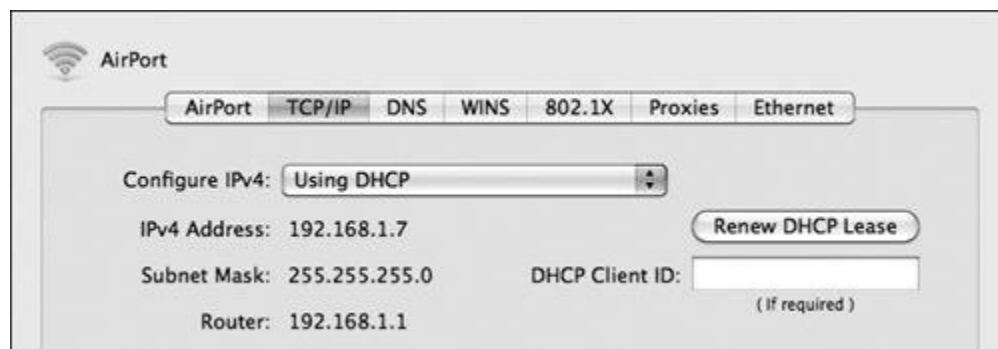 AirPort
AirPort TCP/IP DNS WINS 802.1X Proxies Ethernet
Configure IPv4: Using DHCP
IPv4 Address: 192.168.1.7 Renew DHCP Lease
Subnet Mask: 255.255.255.0 DHCP Client ID:
( If required )
Router: 192.168.1.1